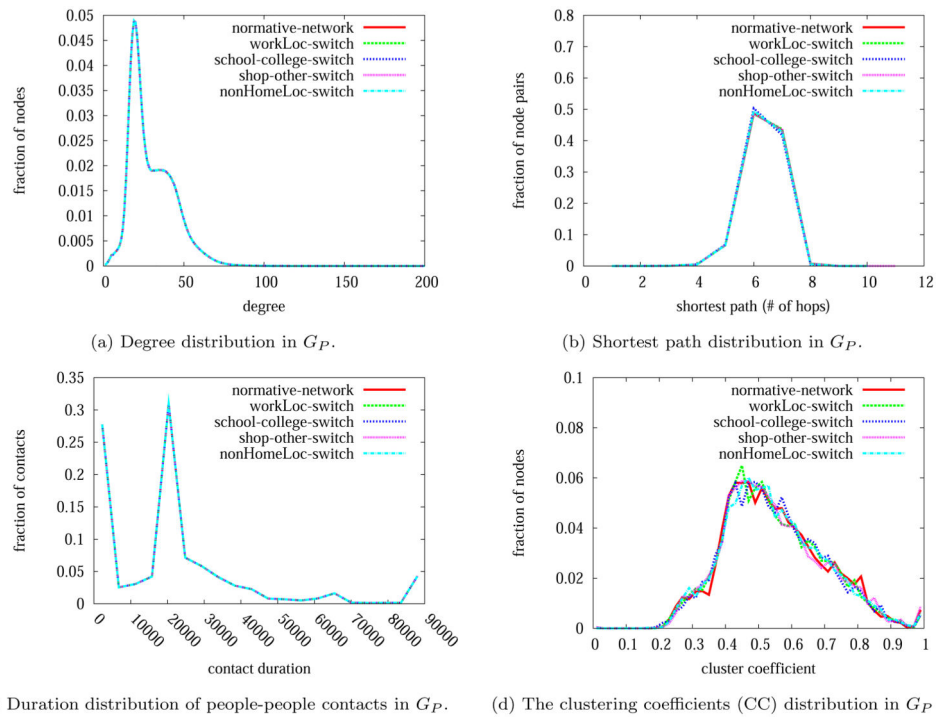 0.05
0.045
0.04
0.035
0.03
0.025
0.02
0.015
0.01
0.005
0
fraction of nodes
normative-network
workLoc-switch
school-college-switch
shop-other-switch
nonHomeLoc-switch
0 50 100 150 200
degree
(a) Degree distribution in G_P.
0.8
0.7
0.6
0.5
0.4
0.3
0.2
0.1
0
fraction of node pairs
normative-network
workLoc-switch
school-college-switch
shop-other-switch
nonHomeLoc-switch
0 2 4 6 8 10 12
shortest path (# of hops)
(b) Shortest path distribution in G_P.
0.35
0.3
0.25
0.2
0.15
0.1
0.05
0
fraction of contacts
normative-network
workLoc-switch
school-college-switch
shop-other-switch
nonHomeLoc-switch
0 10000 20000 30000 40000 50000 60000 70000 80000 90000
contact duration
Duration distribution of people-people contacts in G_P.
0.1
0.08
0.06
0.04
0.02
0
fraction of nodes
normative-network
workLoc-switch
school-college-switch
shop-other-switch
nonHomeLoc-switch
0 0.1 0.2 0.3 0.4 0.5 0.6 0.7 0.8 0.9 1
cluster coefficient
(d) The clustering coefficients (CC) distribution in G_P